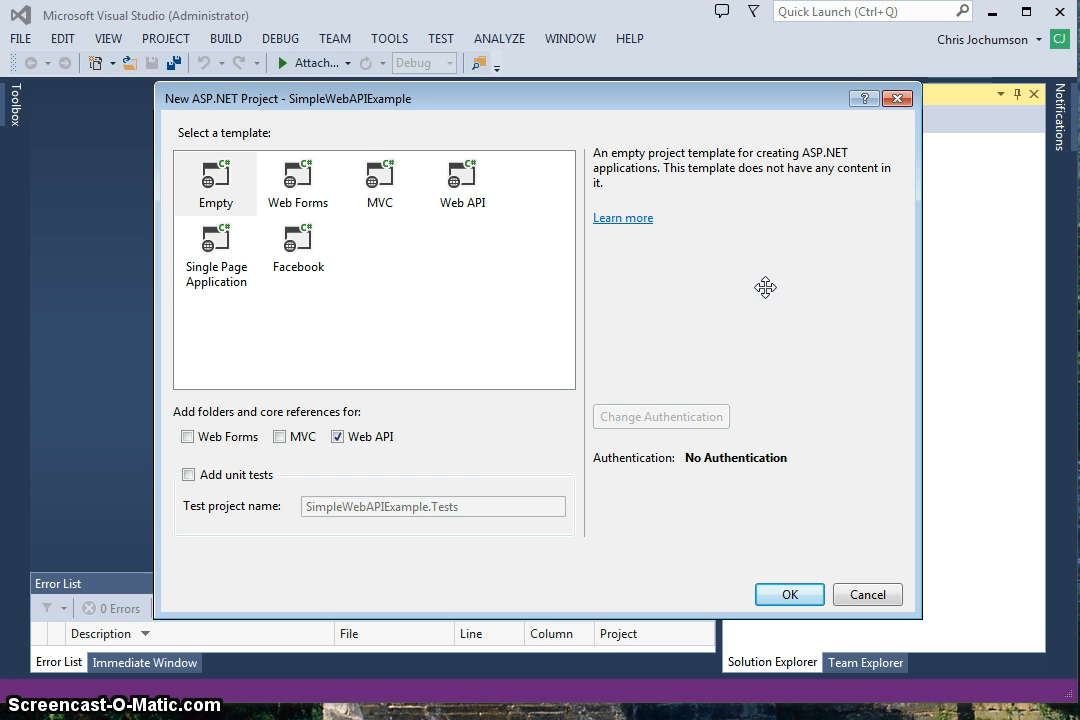 Microsoft Visual Studio (Administrator)
Quick Launch (Ctrl+Q)
FILE EDIT VIEW PROJECT BUILD DEBUG TEAM TOOLS TEST ANALYZE WINDOW HELP
Chris Jochumson CJ
Attach... Debug
Toolbox
Notifications
New ASP.NET Project - SimpleWebAPIExample
Select a template:
C# C# C# C#
Empty Web Forms MVC Web API
C# C#
Single Page
Application
Facebook
An empty project template for creating ASP.NET
applications. This template does not have any content in
it.
Learn more
Add folders and core references for:
Web Forms MVC Web API
Add unit tests
Test project name: SimpleWebAPIExample.Tests
Change Authentication
Authentication: No Authentication
OK Cancel
Error List
0 Errors
Description File Line Column Project
Error List Immediate Window
Solution Explorer Team Explorer
Screencast-O-Matic.com